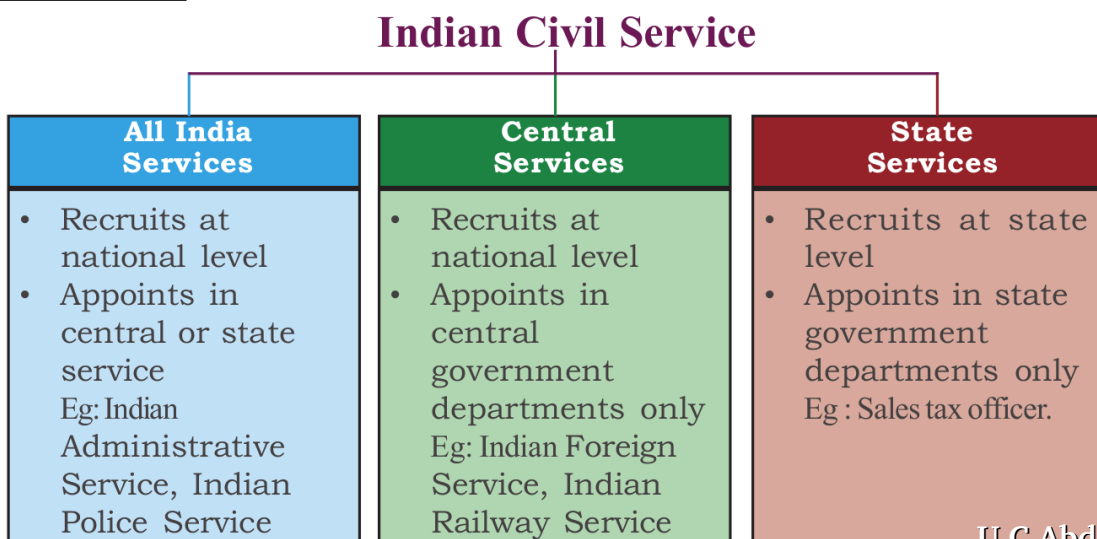 Indian Civil Service
All India
Services
• Recruits at
national level
• Appoints in
central or state
service
Eg: Indian
Administrative
Service, Indian
Police Service
Central
Services
• Recruits at
national level
• Appoints in
central
government
departments only
Eg: Indian Foreign
Service, Indian
Railway Service
State
Services
• Recruits at state
level
• Appoints in state
government
departments only
Eg : Sales tax officer.